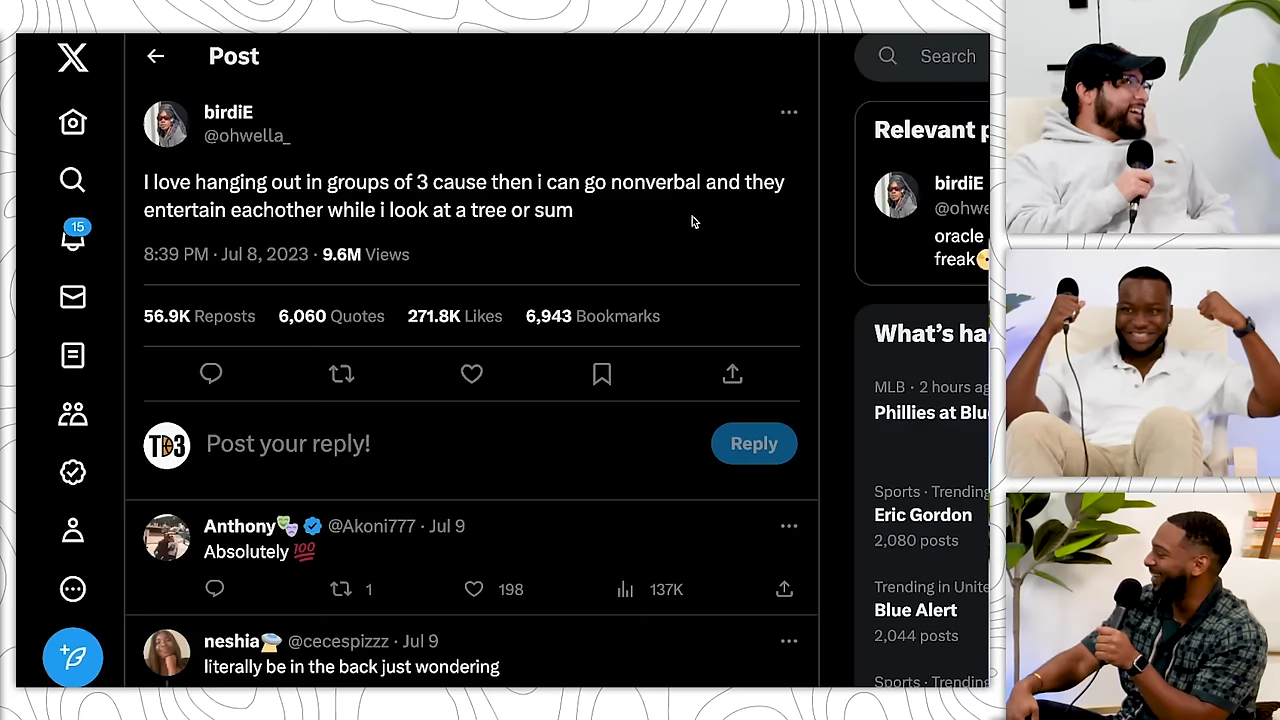 Post
Search
birdiE
@ohwella_
I love hanging out in groups of 3 cause then i can go nonverbal and they
entertain eachother while i look at a tree or sum
8:39 PM · Jul 8, 2023 · 9.6M Views
56.9K Reposts 6,060 Quotes 271.8K Likes 6,943 Bookmarks
TD3 Post your reply! Reply
Anthony @Akoni777 · Jul 9
Absolutely 💯
1 198 137K
neshia @cecespizzz · Jul 9
literally be in the back just wondering
15
Relevant p
birdiE
@ohwe
oracle
freak
What's ha
MLB · 2 hours ag
Phillies at Blu
Sports · Trending
Eric Gordon
2,080 posts
Trending in Unite
Blue Alert
2,044 posts
Sports · Trending